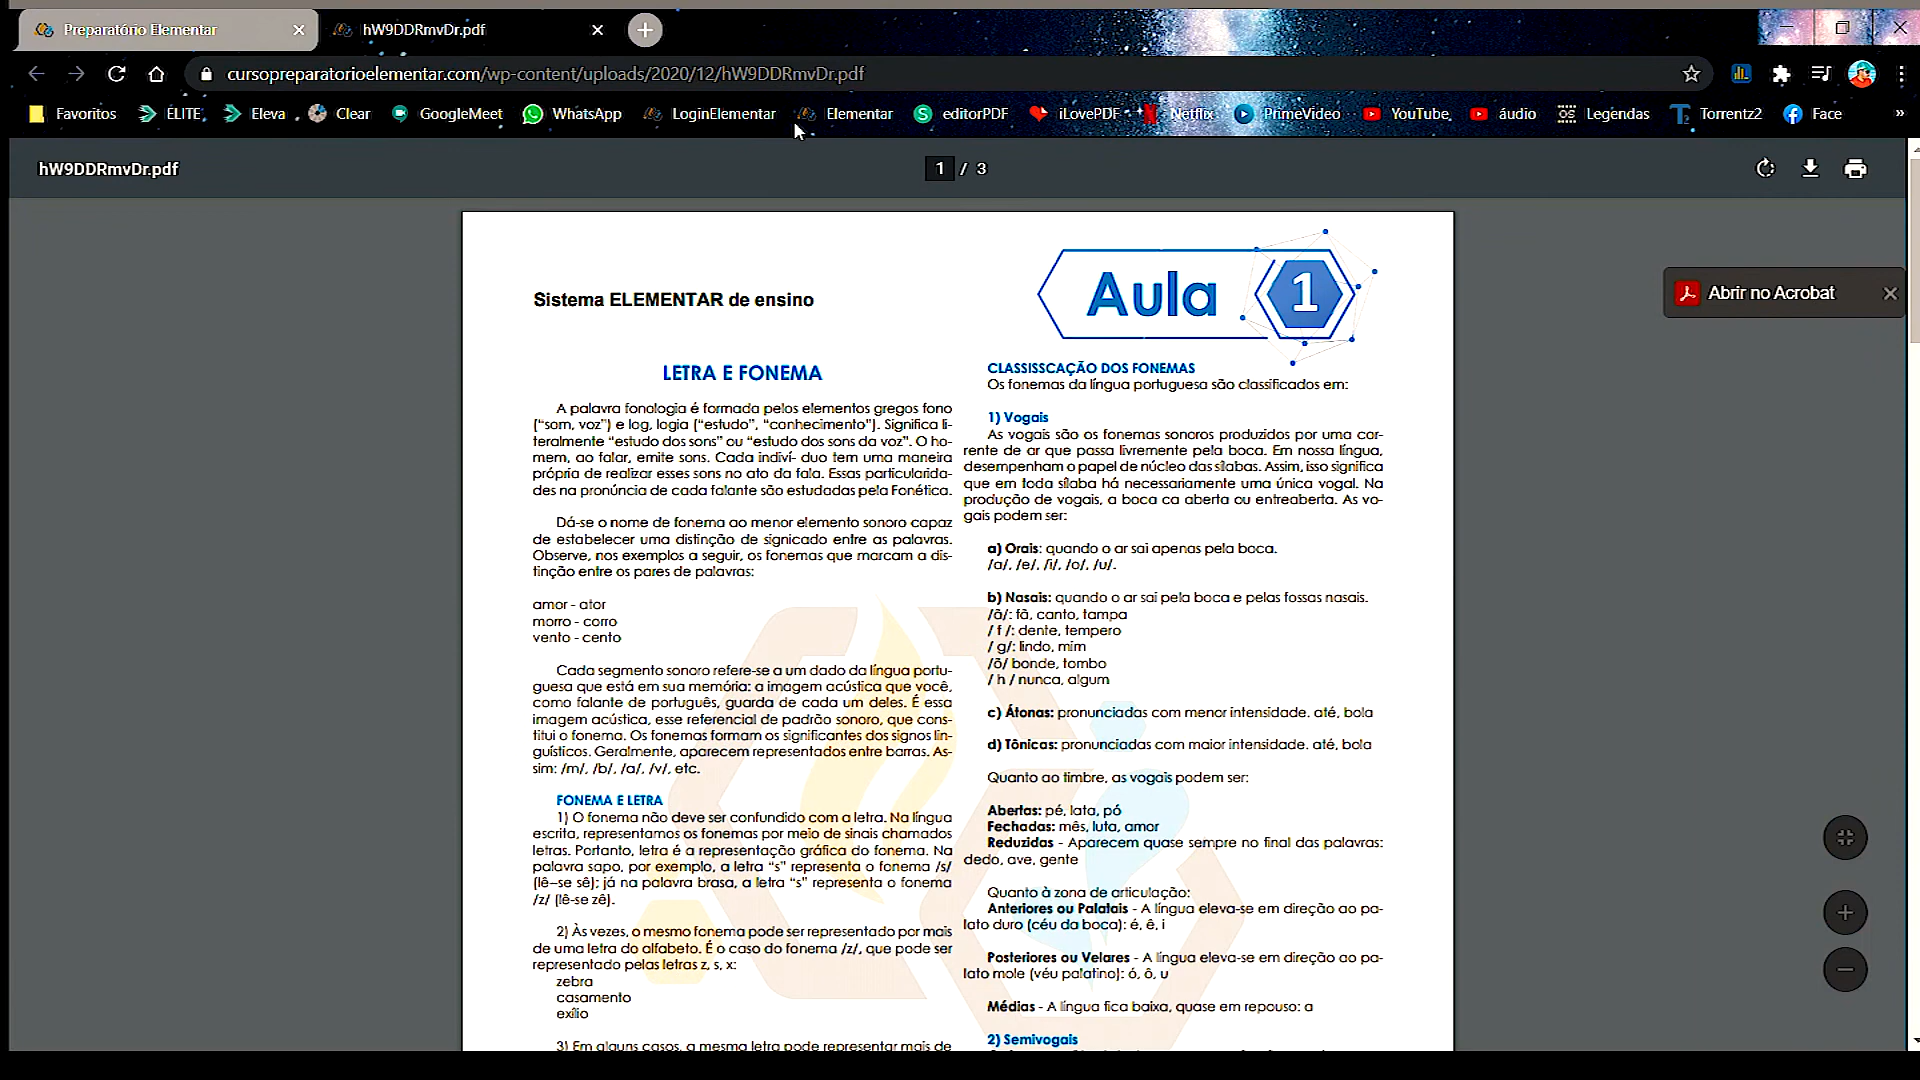 Preparatório Elementar
hW9DDRmvDr.pdf
cursopreparatorioelementar.com/wp-content/uploads/2020/12/hW9DDRmvDr.pdf
Favoritos ÉLITE Eleva Clear GoogleMeet WhatsApp LoginElementar Elementar editorPDF iLovePDF Netflix PrimeVideo YouTube áudio Legendas Torrentz2 Face »
hW9DDRmvDr.pdf
1 / 3
Abrir no Acrobat
Sistema ELEMENTAR de ensino
Aula 1
LETRA E FONEMA
A palavra fonologia é formada pelos elementos gregos fono
(“som, voz”) e log, logia (“estudo”, “conhecimento”). Significa li-
teralmente “estudo dos sons” ou “estudo dos sons da voz”. O ho-
mem, ao falar, emite sons. Cada indiví- duo tem uma maneira
própria de realizar esses sons no ato da fala. Essas particularida-
des na pronúncia de cada falante são estudadas pela Fonética.
Dá-se o nome de fonema ao menor elemento sonoro capaz
de estabelecer uma distinção de signicado entre as palavras.
Observe, nos exemplos a seguir, os fonemas que marcam a dis-
tinção entre os pares de palavras:
amor - ator
morro - corro
vento - cento
Cada segmento sonoro refere-se a um dado da língua portu-
guesa que está em sua memória: a imagem acústica que você,
como falante de português, guarda de cada um deles. É essa
imagem acústica, esse referencial de padrão sonoro, que cons-
titui o fonema. Os fonemas formam os significantes dos signos lin-
guísticos. Geralmente, aparecem representados entre barras. As-
sim: /m/, /b/, /a/, /v/, etc.
FONEMA E LETRA
1) O fonema não deve ser confundido com a letra. Na língua
escrita, representamos os fonemas por meio de sinais chamados
letras. Portanto, letra é a representação gráfica do fonema. Na
palavra sapo, por exemplo, a letra “s” representa o fonema /s/
(lê–se sê); já na palavra brasa, a letra “s” representa o fonema
/z/ (lê-se zê).
2) Às vezes, o mesmo fonema pode ser representado por mais
de uma letra do alfabeto. É o caso do fonema /z/, que pode ser
representado pelas letras z, s, x:
zebra
casamento
exílio
3) Em alguns casos, a mesma letra pode representar mais de
CLASSISSCAÇÃO DOS FONEMAS
Os fonemas da língua portuguesa são classificados em:
1) Vogais
As vogais são os fonemas sonoros produzidos por uma cor-
rente de ar que passa livremente pela boca. Em nossa língua,
desempenham o papel de núcleo das sílabas. Assim, isso significa
que em toda sílaba há necessariamente uma única vogal. Na
produção de vogais, a boca ca aberta ou entreaberta. As vo-
gais podem ser:
a) Orais: quando o ar sai apenas pela boca.
/a/, /e/, /i/, /o/, /u/.
b) Nasais: quando o ar sai pela boca e pelas fossas nasais.
/ã/: fã, canto, tampa
/ f /: dente, tempero
/ g/: lindo, mim
/õ/ bonde, tombo
/ h / nunca, algum
c) Átonas: pronunciadas com menor intensidade. até, bola
d) Tônicas: pronunciadas com maior intensidade. até, bola
Quanto ao timbre, as vogais podem ser:
Abertas: pé, lata, pó
Fechadas: mês, luta, amor
Reduzidas - Aparecem quase sempre no final das palavras:
dedo, ave, gente
Quanto à zona de articulação:
Anteriores ou Palatais - A língua eleva-se em direção ao pa-
lato duro (céu da boca): é, ê, i
Posteriores ou Velares - A língua eleva-se em direção ao pa-
lato mole (véu palatino): ó, ô, u
Médias - A língua fica baixa, quase em repouso: a
2) Semivogais